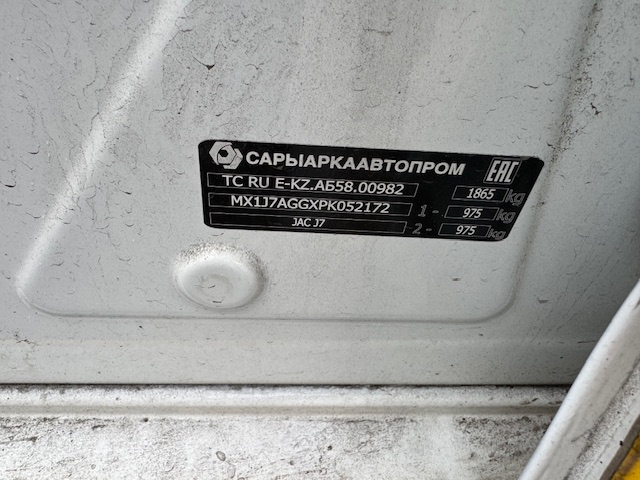 САРЫАРКААВТОПРОМ EAC
TC RU E-KZ.АБ58.00982 1865 kg
MX1J7AGGXPK052172 1 - 975 kg
JAC J7 2 - 975 kg